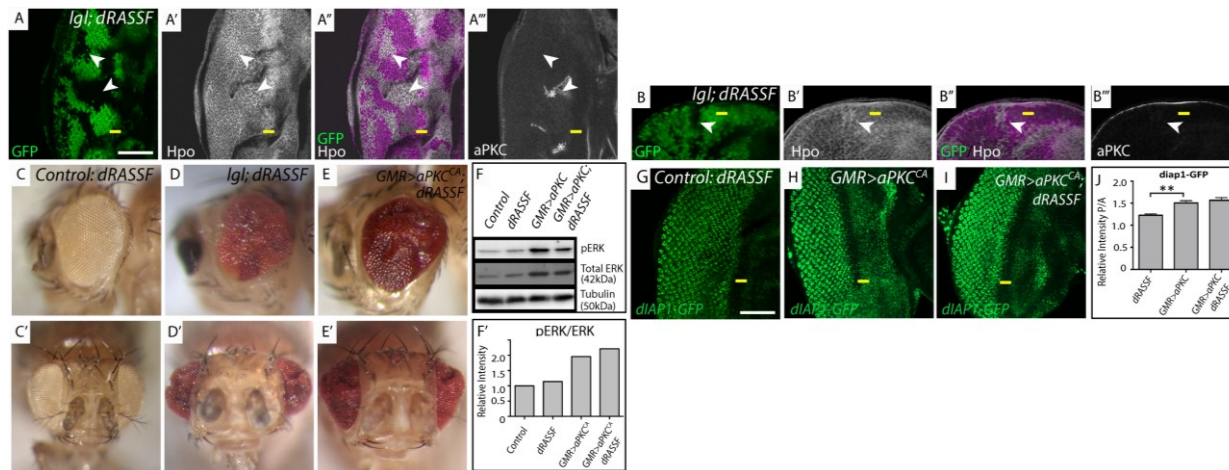 A lgl; dRASSF
GFP
A' Hpo
A'' GFP
Hpo
A''' aPKC
B lgl; dRASSF
GFP
B' Hpo
B'' GFP Hpo
B''' aPKC
C Control: dRASSF
D lgl; dRASSF
E GMR>aPKCCA;
dRASSF
C'
D'
E'
F
Control
dRASSF
GMR>aPKC
GMR>aPKC;
dRASSF
pERK
Total ERK
(42kDa)
Tubulin
(50kDa)
F'
pERK/ERK
Relative Intensity
2.0
1.0
0.0
Control
dRASSF
GMR>aPKCCA
GMR>aPKCCA
dRASSF
G Control: dRASSF
dIAP1-GFP
H GMR>aPKCCA
dIAP1-GFP
I GMR>aPKCCA;
dRASSF
dIAP1-GFP
J
diap1-GFP
Relative Intensity P/A
2.0
1.5
1.0
0.5
0
**
dRASSF
GMR>aPKC
GMR>aPKC
dRASSF